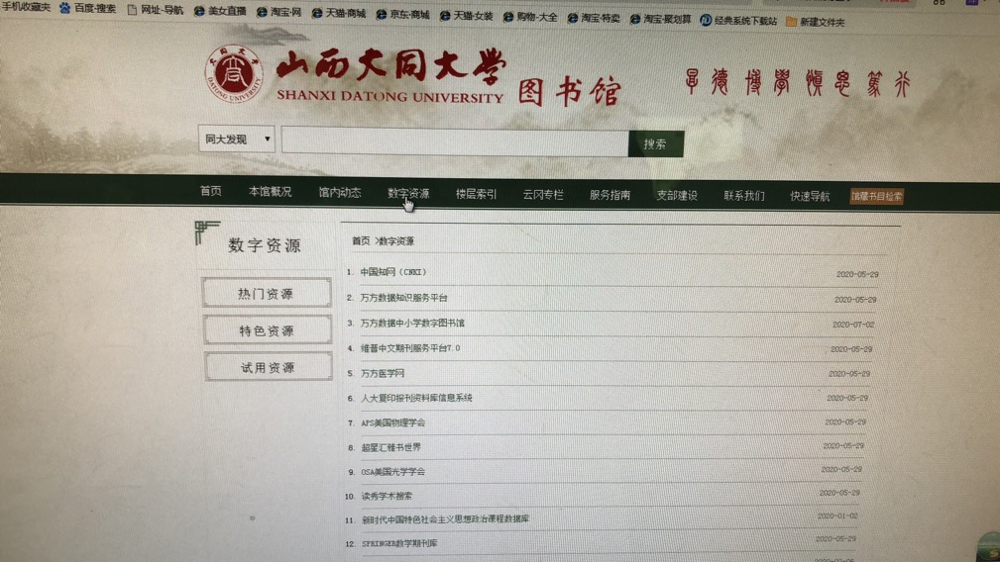 手机收藏夹 百度-搜索 网址-导航 美女直播 淘宝-网 天猫-商城 京东-商城 天猫-女装 购物-大全 淘宝-特卖 淘宝-聚划算 经典系统下载站 新建文件夹
山西大同大学 图书馆
SHANXI DATONG UNIVERSITY
大同大学
DATONG UNIVERSITY
博學慎思篤行
同大发现 搜索
首页 本馆概况 馆内动态 数字资源 楼层索引 云冈专栏 服务指南 支部建设 联系我们 快速导航 馆藏书目检索
数字资源
热门资源
特色资源
试用资源
首页 >数字资源
1. 中国知网(CNKI) 2020-05-29
2. 万方数据知识服务平台 2020-05-29
3. 万方数据中小学数字图书馆 2020-07-02
4. 维普中文期刊服务平台7.0 2020-05-29
5. 万方医学网 2020-05-29
6. 人大复印报刊资料库信息系统 2020-05-29
7. APS美国物理学会 2020-05-29
8. 超星汇雅书世界 2020-05-29
9. OSA美国光学学会 2020-05-29
10. 读秀学术搜索 2020-05-29
11. 新时代中国特色社会主义思想政治课程数据库 2020-01-02
12. SPRINGER数字期刊库 2020-05-29